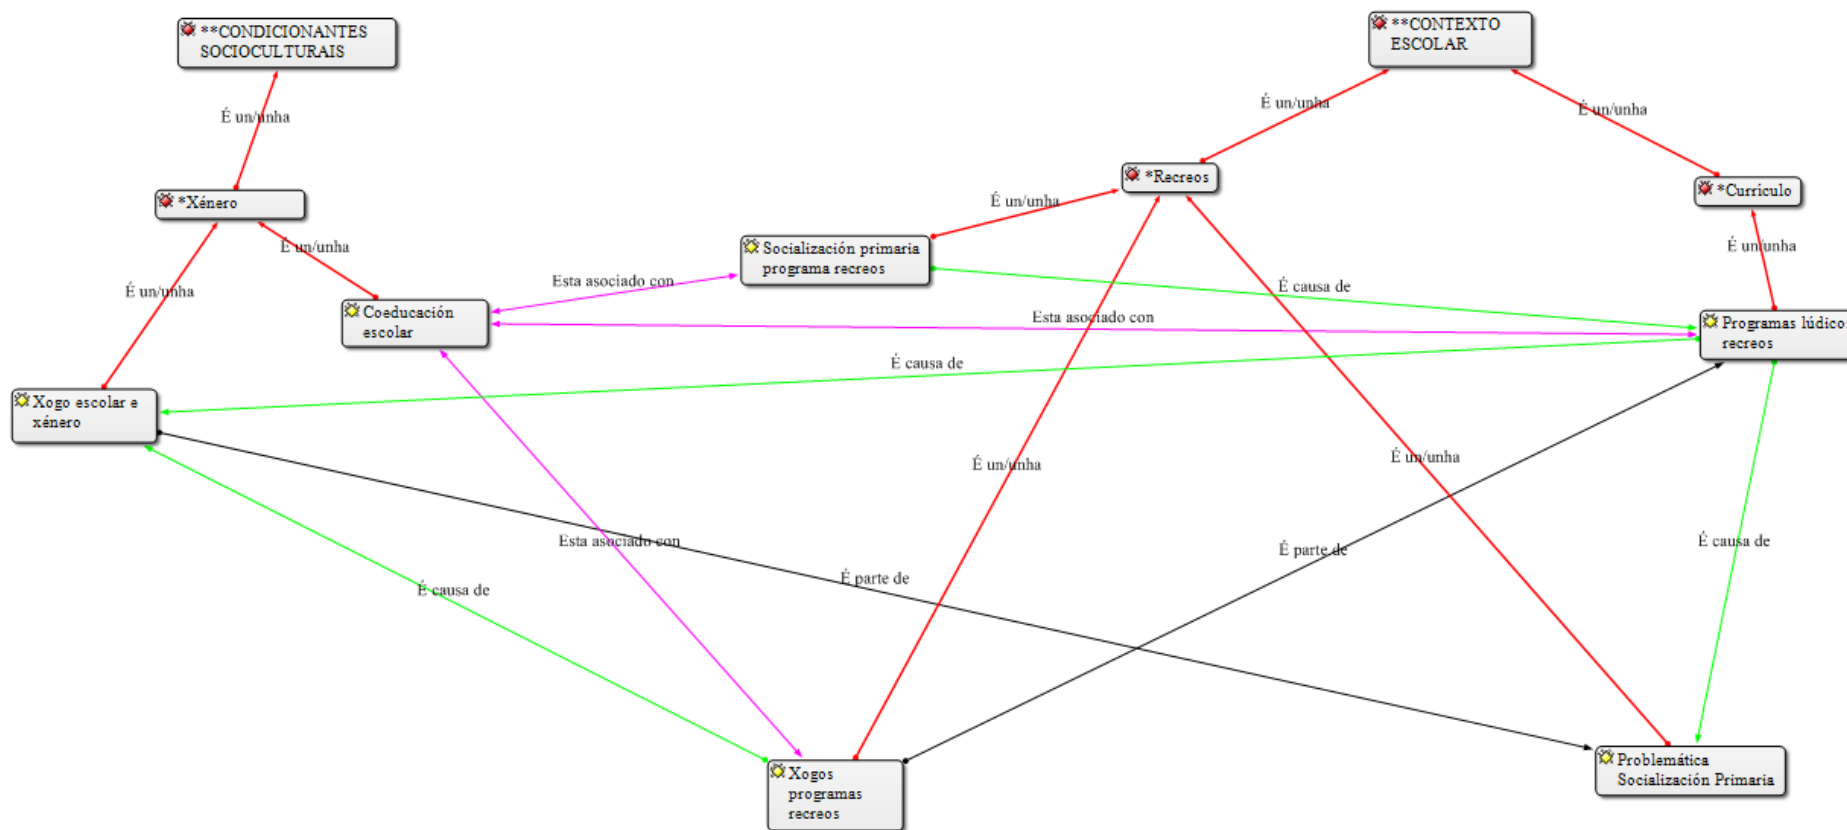 **CONDICIONANTES
SOCIOCULTURAIS
**CONTEXTO
ESCOLAR
É un/unha
É un/unha
É un/unha
*Recreos
*Currículo
*Xénero
É un/unha
É un/unha
É un/unha
É un/unha
Socialización primaria
programa recreos
Esta asociado con
É causa de
Coeducación
escolar
Esta asociado con
Programas lúdico
recreos
É causa de
Xogo escolar e
xénero
É un/unha
É un/unha
Esta asociado con
É parte de
É causa de
É parte de
É causa de
Xogos
programas
recreos
Problemática
Socialización Primaria